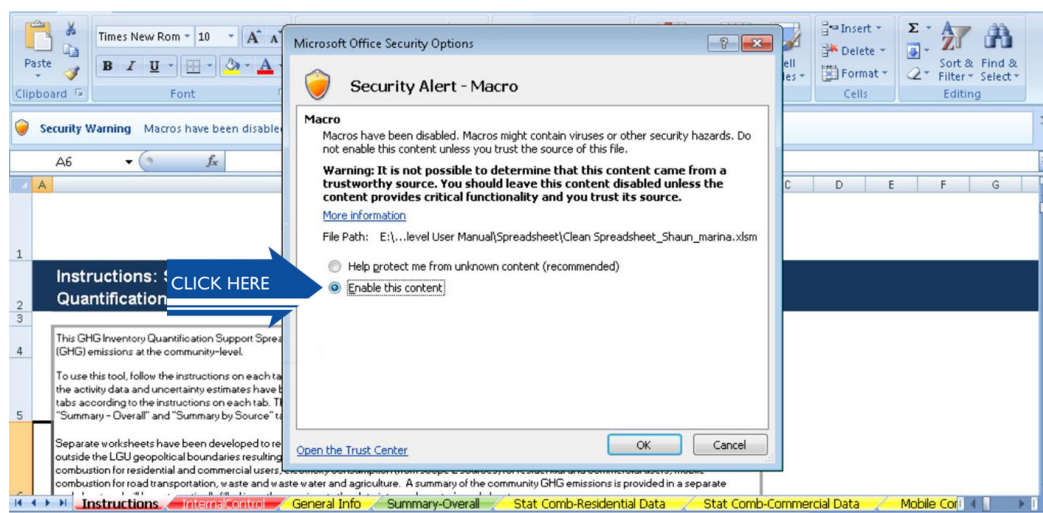 Times New Rom 10 A A
Insert Σ
Paste
B I U A
Delete
Format
Sort & Find &
Filter Select
Clipboard Font Cells Editing
Security Warning Macros have been disable
A6 fx
A C D E F G
Microsoft Office Security Options
Security Alert - Macro
Macro
Macros have been disabled. Macros might contain viruses or other security hazards. Do
not enable this content unless you trust the source of this file.
Warning: It is not possible to determine that this content came from a
trustworthy source. You should leave this content disabled unless the
content provides critical functionality and you trust its source.
More information
File Path: E:\...level User Manual\Spreadsheet\Clean Spreadsheet_Shaun_marina.xlsm
Help protect me from unknown content (recommended)
Enable this content
Open the Trust Center OK Cancel
CLICK HERE
1
Instructions:
2 Quantification
3
This GHG Inventory Quantification Support Sprea
4 (GHG) emissions at the community-level.
To use this tool, follow the instructions on each ta
the activity data and uncertainty estimates have b
tabs according to the instructions on each tab. T
5 "Summary - Overall" and "Summary by Source" ta
Separate worksheets have been developed to re
outside the LGU geopolitical boundaries resulting
combustion for residential and commercial users,
combustion for road transportation, waste and waste water and agriculture. A summary of the community GHG emissions is provided in a separate
Instructions Internal Control General Info Summary-Overall Stat Comb-Residential Data Stat Comb-Commercial Data Mobile Com